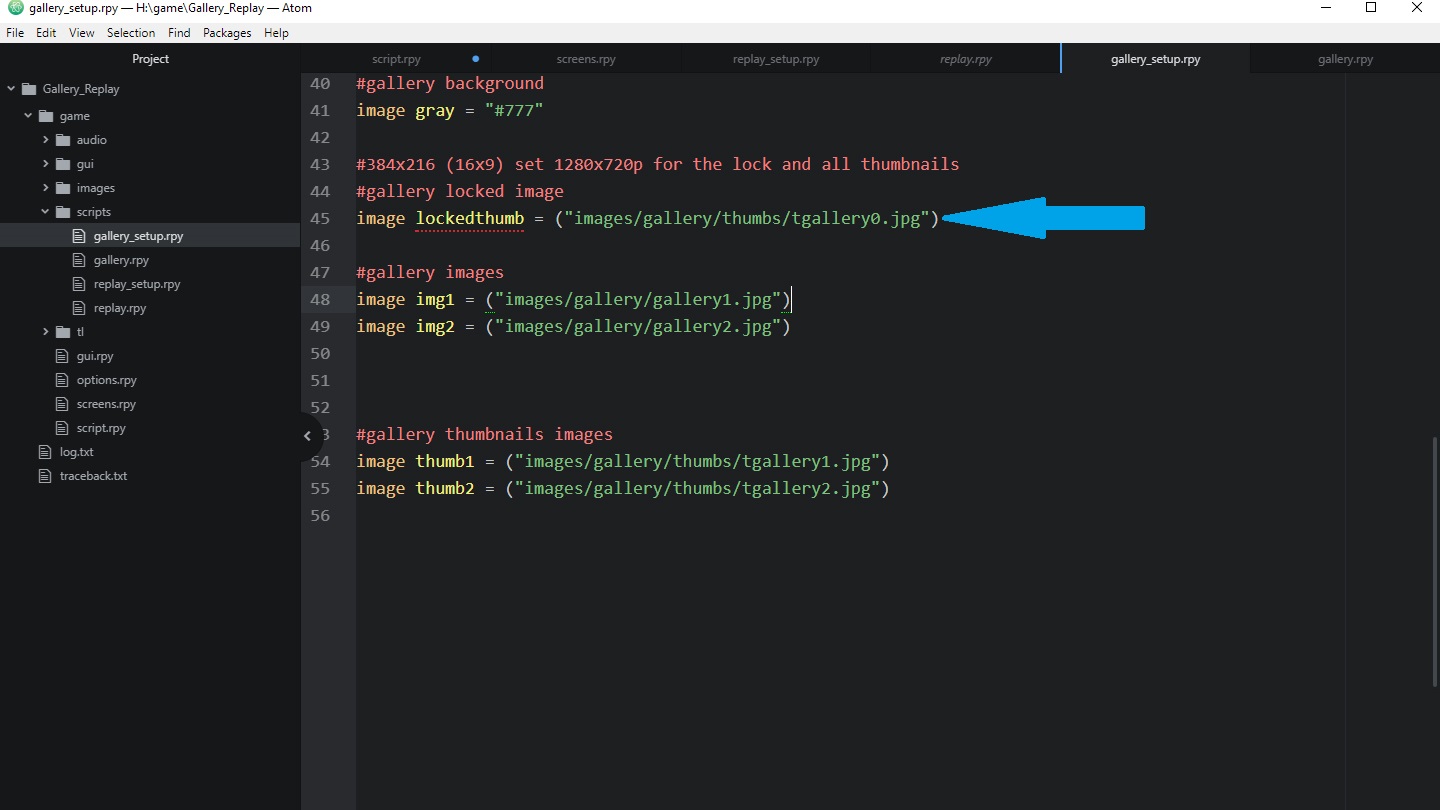 gallery_setup.rpy — H:\game\Gallery_Replay — Atom
File Edit View Selection Find Packages Help
Project
script.rpy screens.rpy replay_setup.rpy replay.rpy gallery_setup.rpy gallery.rpy
Gallery_Replay
game
audio
gui
images
scripts
gallery_setup.rpy
gallery.rpy
replay_setup.rpy
replay.rpy
tl
gui.rpy
options.rpy
screens.rpy
script.rpy
log.txt
traceback.txt
40 #gallery background
41 image gray = "#777"
42
43 #384x216 (16x9) set 1280x720p for the lock and all thumbnails
44 #gallery locked image
45 image lockedthumb = ("images/gallery/thumbs/tgallery0.jpg")
46
47 #gallery images
48 image img1 = ("images/gallery/gallery1.jpg")
49 image img2 = ("images/gallery/gallery2.jpg")
50
51
52
3 #gallery thumbnails images
54 image thumb1 = ("images/gallery/thumbs/tgallery1.jpg")
55 image thumb2 = ("images/gallery/thumbs/tgallery2.jpg")
56